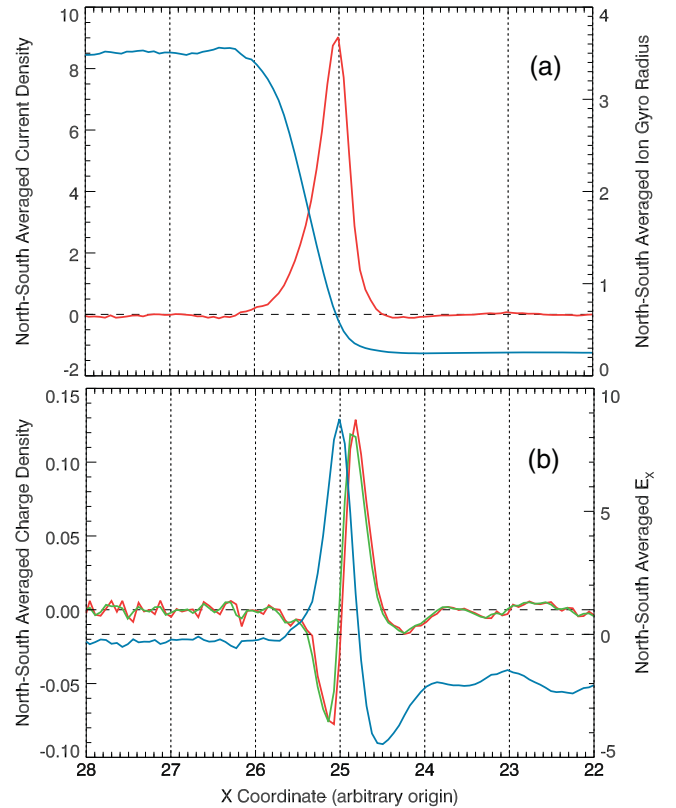 (a)
North-South Averaged Current Density
10
8
6
4
2
0
-2
4
3
2
1
0
North-South Averaged Ion Gyro Radius
(b)
North-South Averaged Charge Density
0.15
0.10
0.05
0.00
-0.05
-0.10
10
5
0
-5
North-South Averaged Eₓ
28 27 26 25 24 23 22
X Coordinate (arbitrary origin)